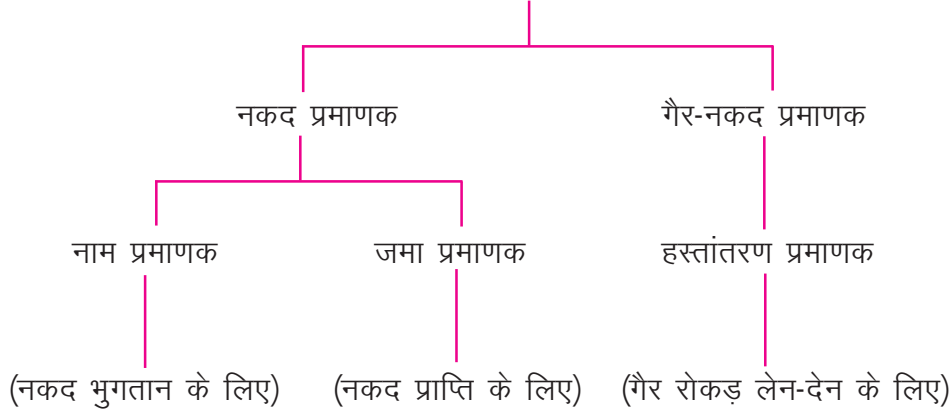 नकद प्रमाणक गैर-नकद प्रमाणक
नाम प्रमाणक जमा प्रमाणक हस्तांतरण प्रमाणक
(नकद भुगतान के लिए) (नकद प्राप्ति के लिए) (गैर रोकड़ लेन-देन के लिए)